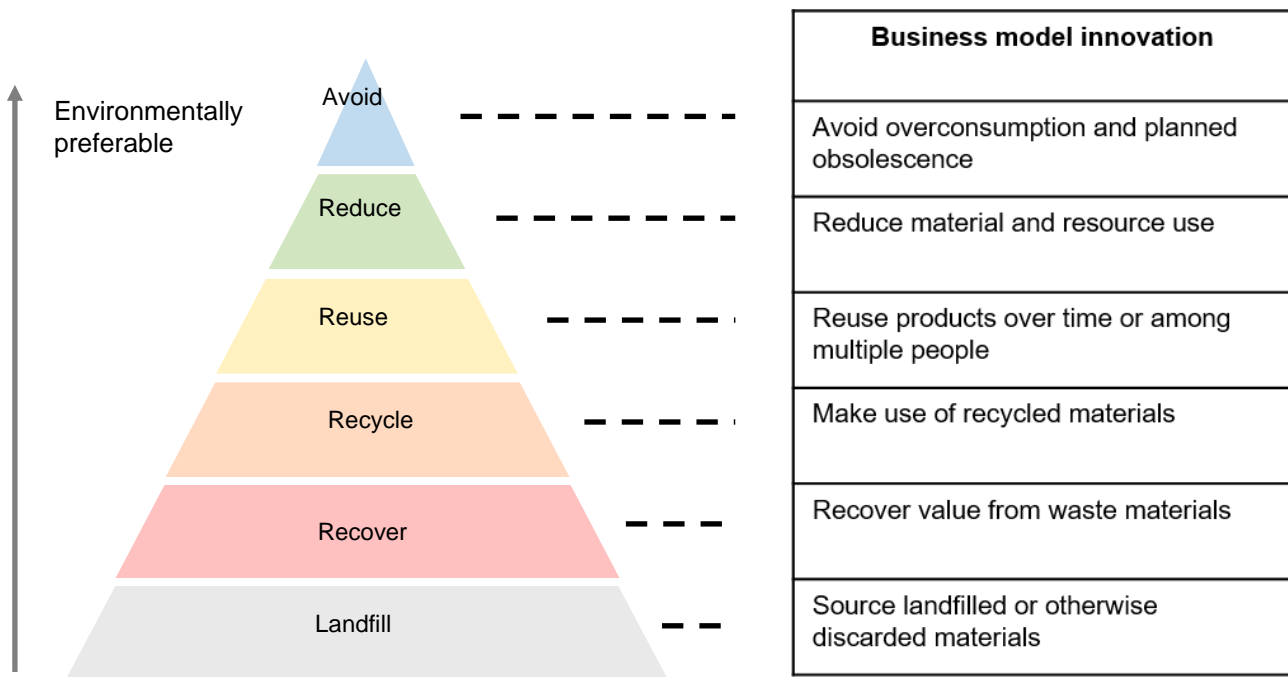 Business model innovation
Environmentally
preferable
Avoid
Avoid overconsumption and planned
obsolescence
Reduce
Reduce material and resource use
Reuse
Reuse products over time or among
multiple people
Recycle
Make use of recycled materials
Recover
Recover value from waste materials
Landfill
Source landfilled or otherwise
discarded materials